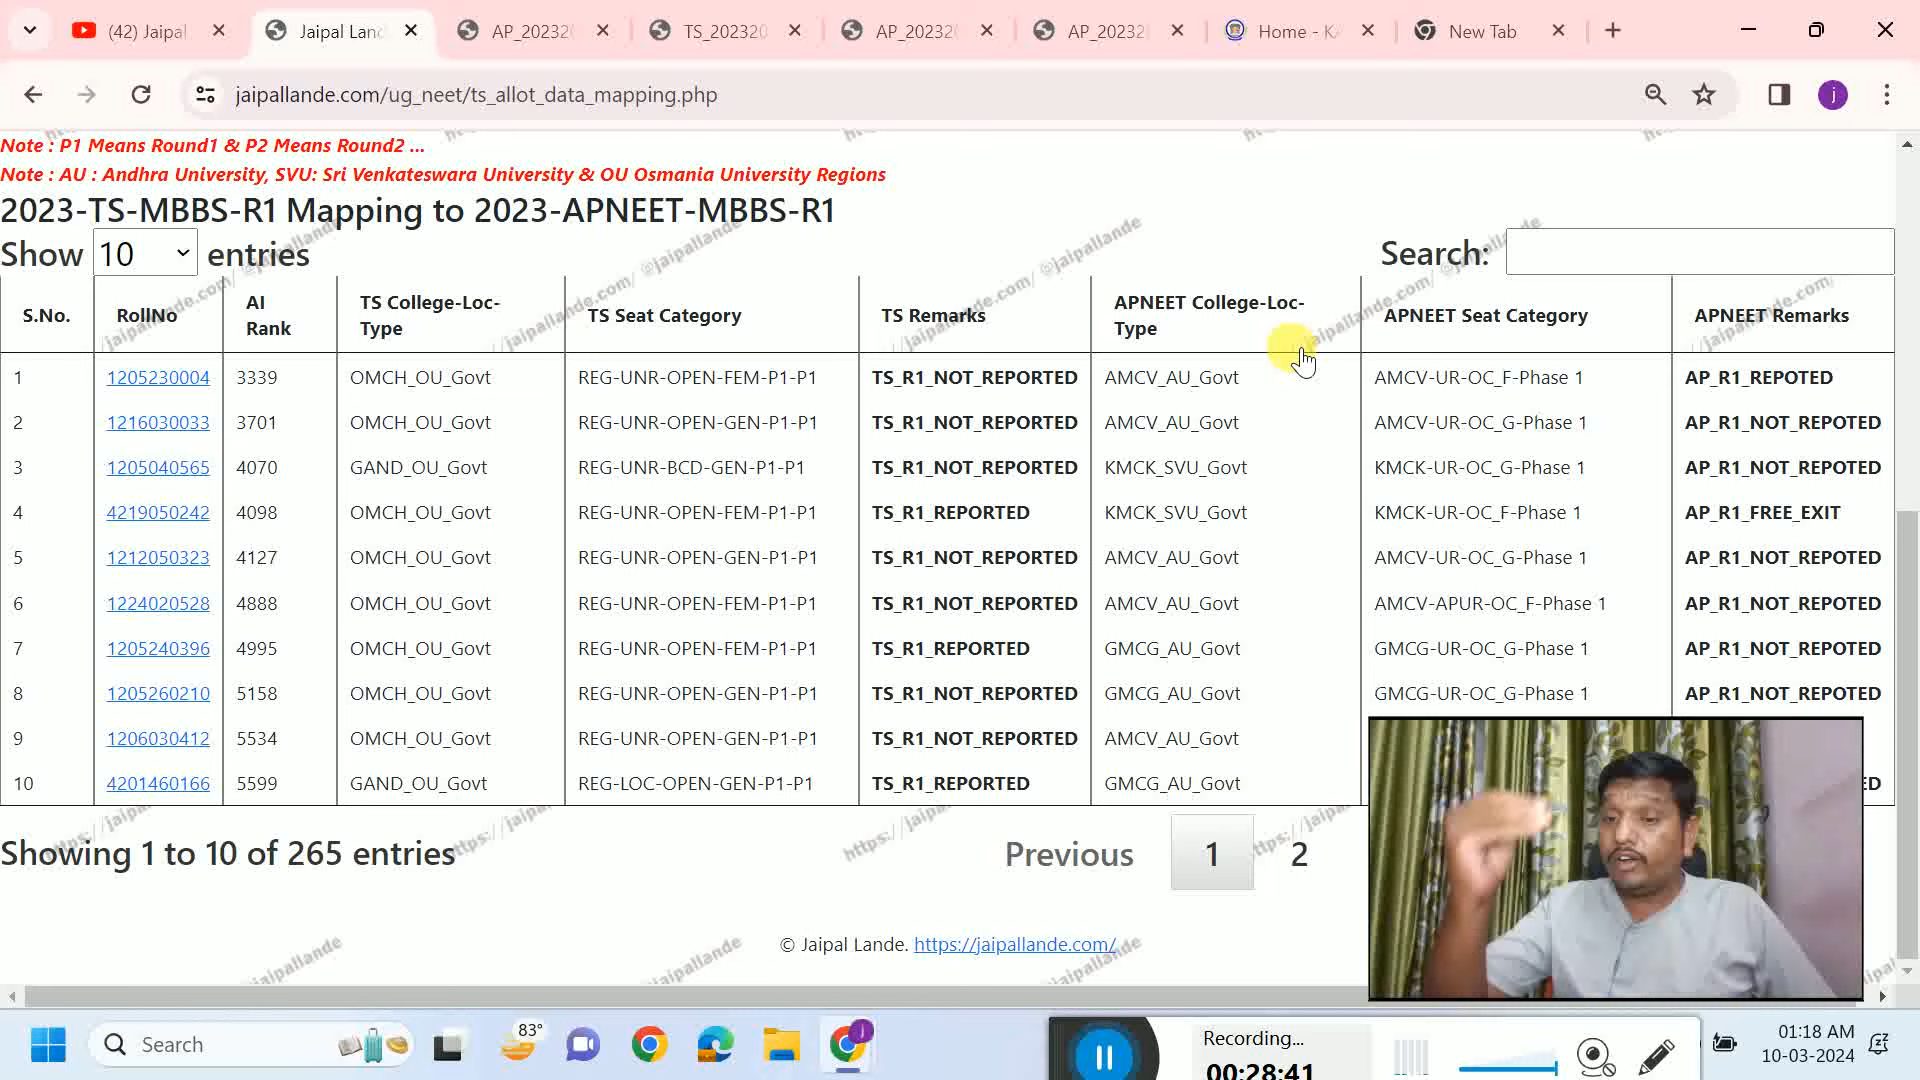 (42) Jaipal
Jaipal Lan
AP_20232
TS_202320
AP_20232
AP_20232
Home - K
New Tab
jaipallande.com/ug_neet/ts_allot_data_mapping.php
j
Note : P1 Means Round1 & P2 Means Round2 ...
Note : AU : Andhra University, SVU: Sri Venkateswara University & OU Osmania University Regions
2023-TS-MBBS-R1 Mapping to 2023-APNEET-MBBS-R1
Show 10 entries
Search:
S.No. RollNo AI Rank TS College-Loc-Type TS Seat Category TS Remarks APNEET College-Loc-Type APNEET Seat Category APNEET Remarks
1 1205230004 3339 OMCH_OU_Govt REG-UNR-OPEN-FEM-P1-P1 TS_R1_NOT_REPORTED AMCV_AU_Govt AMCV-UR-OC_F-Phase 1 AP_R1_REPOTED
2 1216030033 3701 OMCH_OU_Govt REG-UNR-OPEN-GEN-P1-P1 TS_R1_NOT_REPORTED AMCV_AU_Govt AMCV-UR-OC_G-Phase 1 AP_R1_NOT_REPOTED
3 1205040565 4070 GAND_OU_Govt REG-UNR-BCD-GEN-P1-P1 TS_R1_NOT_REPORTED KMCK_SVU_Govt KMCK-UR-OC_G-Phase 1 AP_R1_NOT_REPOTED
4 4219050242 4098 OMCH_OU_Govt REG-UNR-OPEN-FEM-P1-P1 TS_R1_REPORTED KMCK_SVU_Govt KMCK-UR-OC_F-Phase 1 AP_R1_FREE_EXIT
5 1212050323 4127 OMCH_OU_Govt REG-UNR-OPEN-GEN-P1-P1 TS_R1_NOT_REPORTED AMCV_AU_Govt AMCV-UR-OC_G-Phase 1 AP_R1_NOT_REPOTED
6 1224020528 4888 OMCH_OU_Govt REG-UNR-OPEN-FEM-P1-P1 TS_R1_NOT_REPORTED AMCV_AU_Govt AMCV-APUR-OC_F-Phase 1 AP_R1_NOT_REPOTED
7 1205240396 4995 OMCH_OU_Govt REG-UNR-OPEN-FEM-P1-P1 TS_R1_REPORTED GMCG_AU_Govt GMCG-UR-OC_G-Phase 1 AP_R1_NOT_REPOTED
8 1205260210 5158 OMCH_OU_Govt REG-UNR-OPEN-GEN-P1-P1 TS_R1_NOT_REPORTED GMCG_AU_Govt GMCG-UR-OC_G-Phase 1 AP_R1_NOT_REPOTED
9 1206030412 5534 OMCH_OU_Govt REG-UNR-OPEN-GEN-P1-P1 TS_R1_NOT_REPORTED AMCV_AU_Govt
10 4201460166 5599 GAND_OU_Govt REG-LOC-OPEN-GEN-P1-P1 TS_R1_REPORTED GMCG_AU_Govt ED
Showing 1 to 10 of 265 entries
Previous 1 2
© Jaipal Lande. https://jaipallande.com/
Search
83°
j
Recording...
00:28:41
01:18 AM
10-03-2024